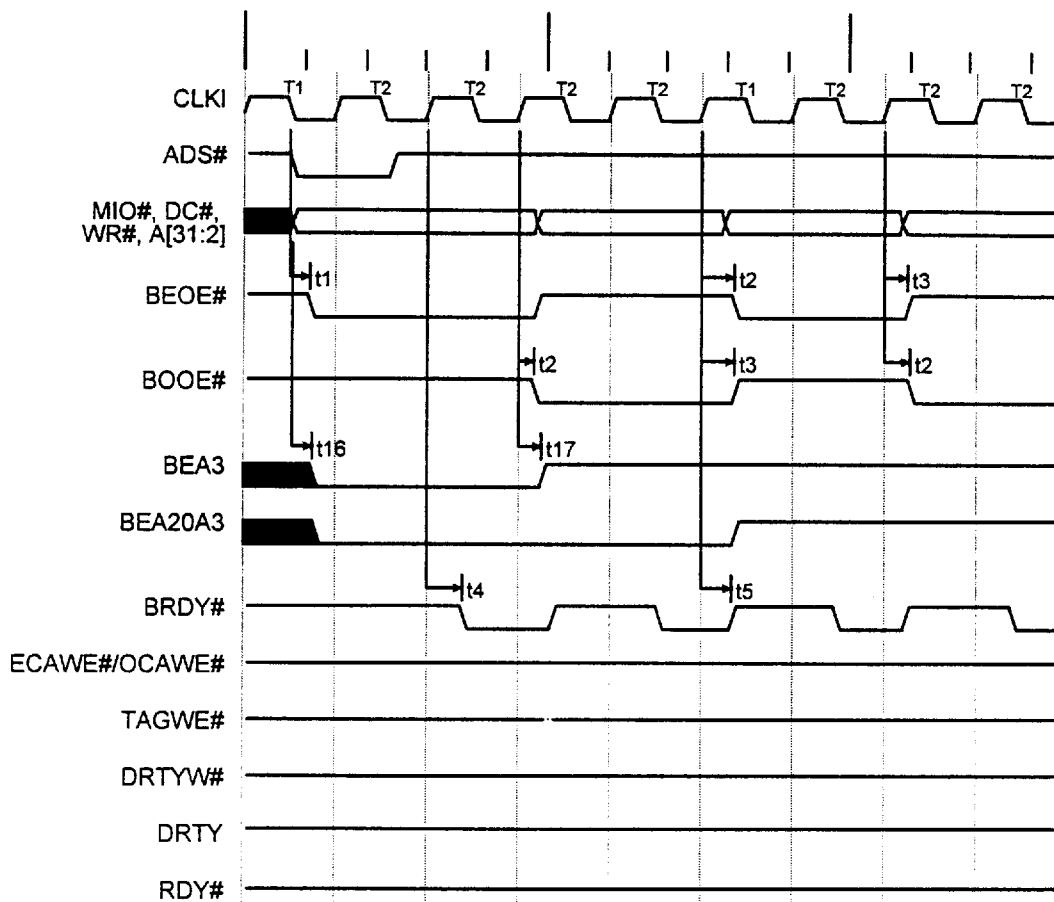 T1 T2 T2 T2 T2 T1 T2 T2 T2
CLKI
ADS#
MIO#, DC#,
WR#, A[31:2]
t1 t2 t3
BEOE#
t2 t3 t2
BOOE#
t16 t17
BEA3
BEA20A3
t4 t5
BRDY#
ECAWE#/OCAWE#
TAGWE#
DRTYW#
DRTY
RDY#